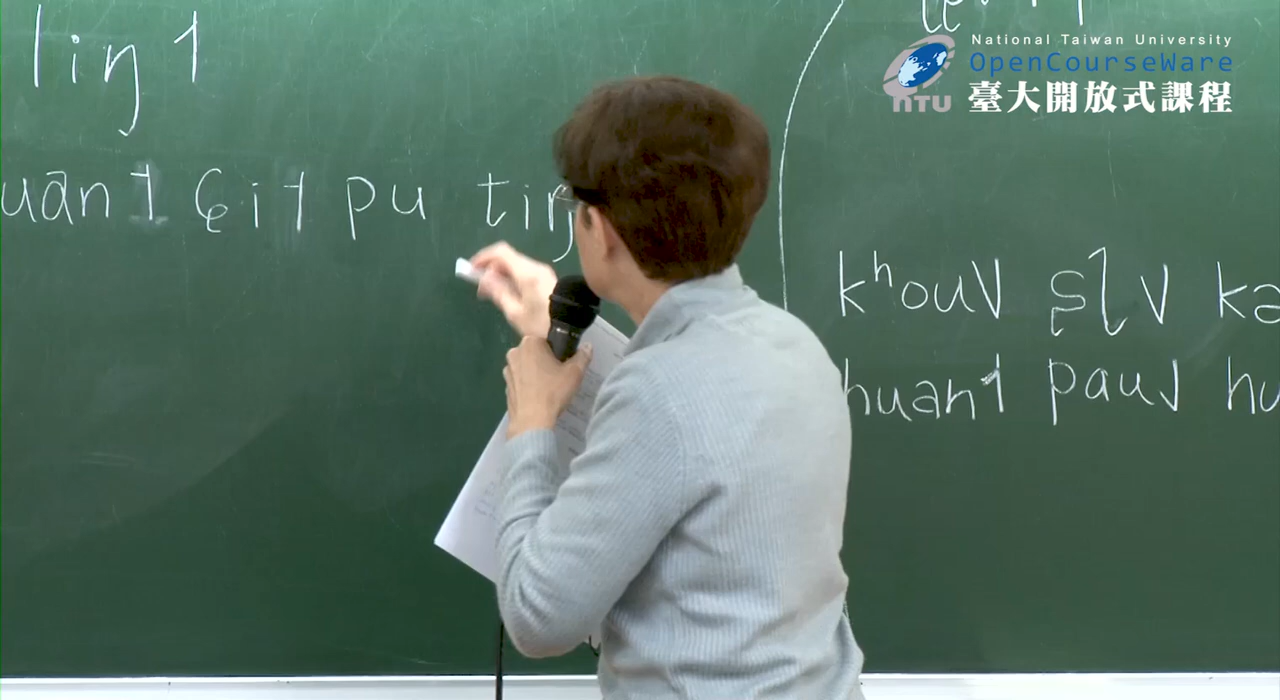 liŋ˦
uan˦ ɕi˦ pu tiŋ
National Taiwan University
OpenCourseWare
NTU
臺大開放式課程
kʰou˅ ʂʅ˅
huan˦ pau˩ hu